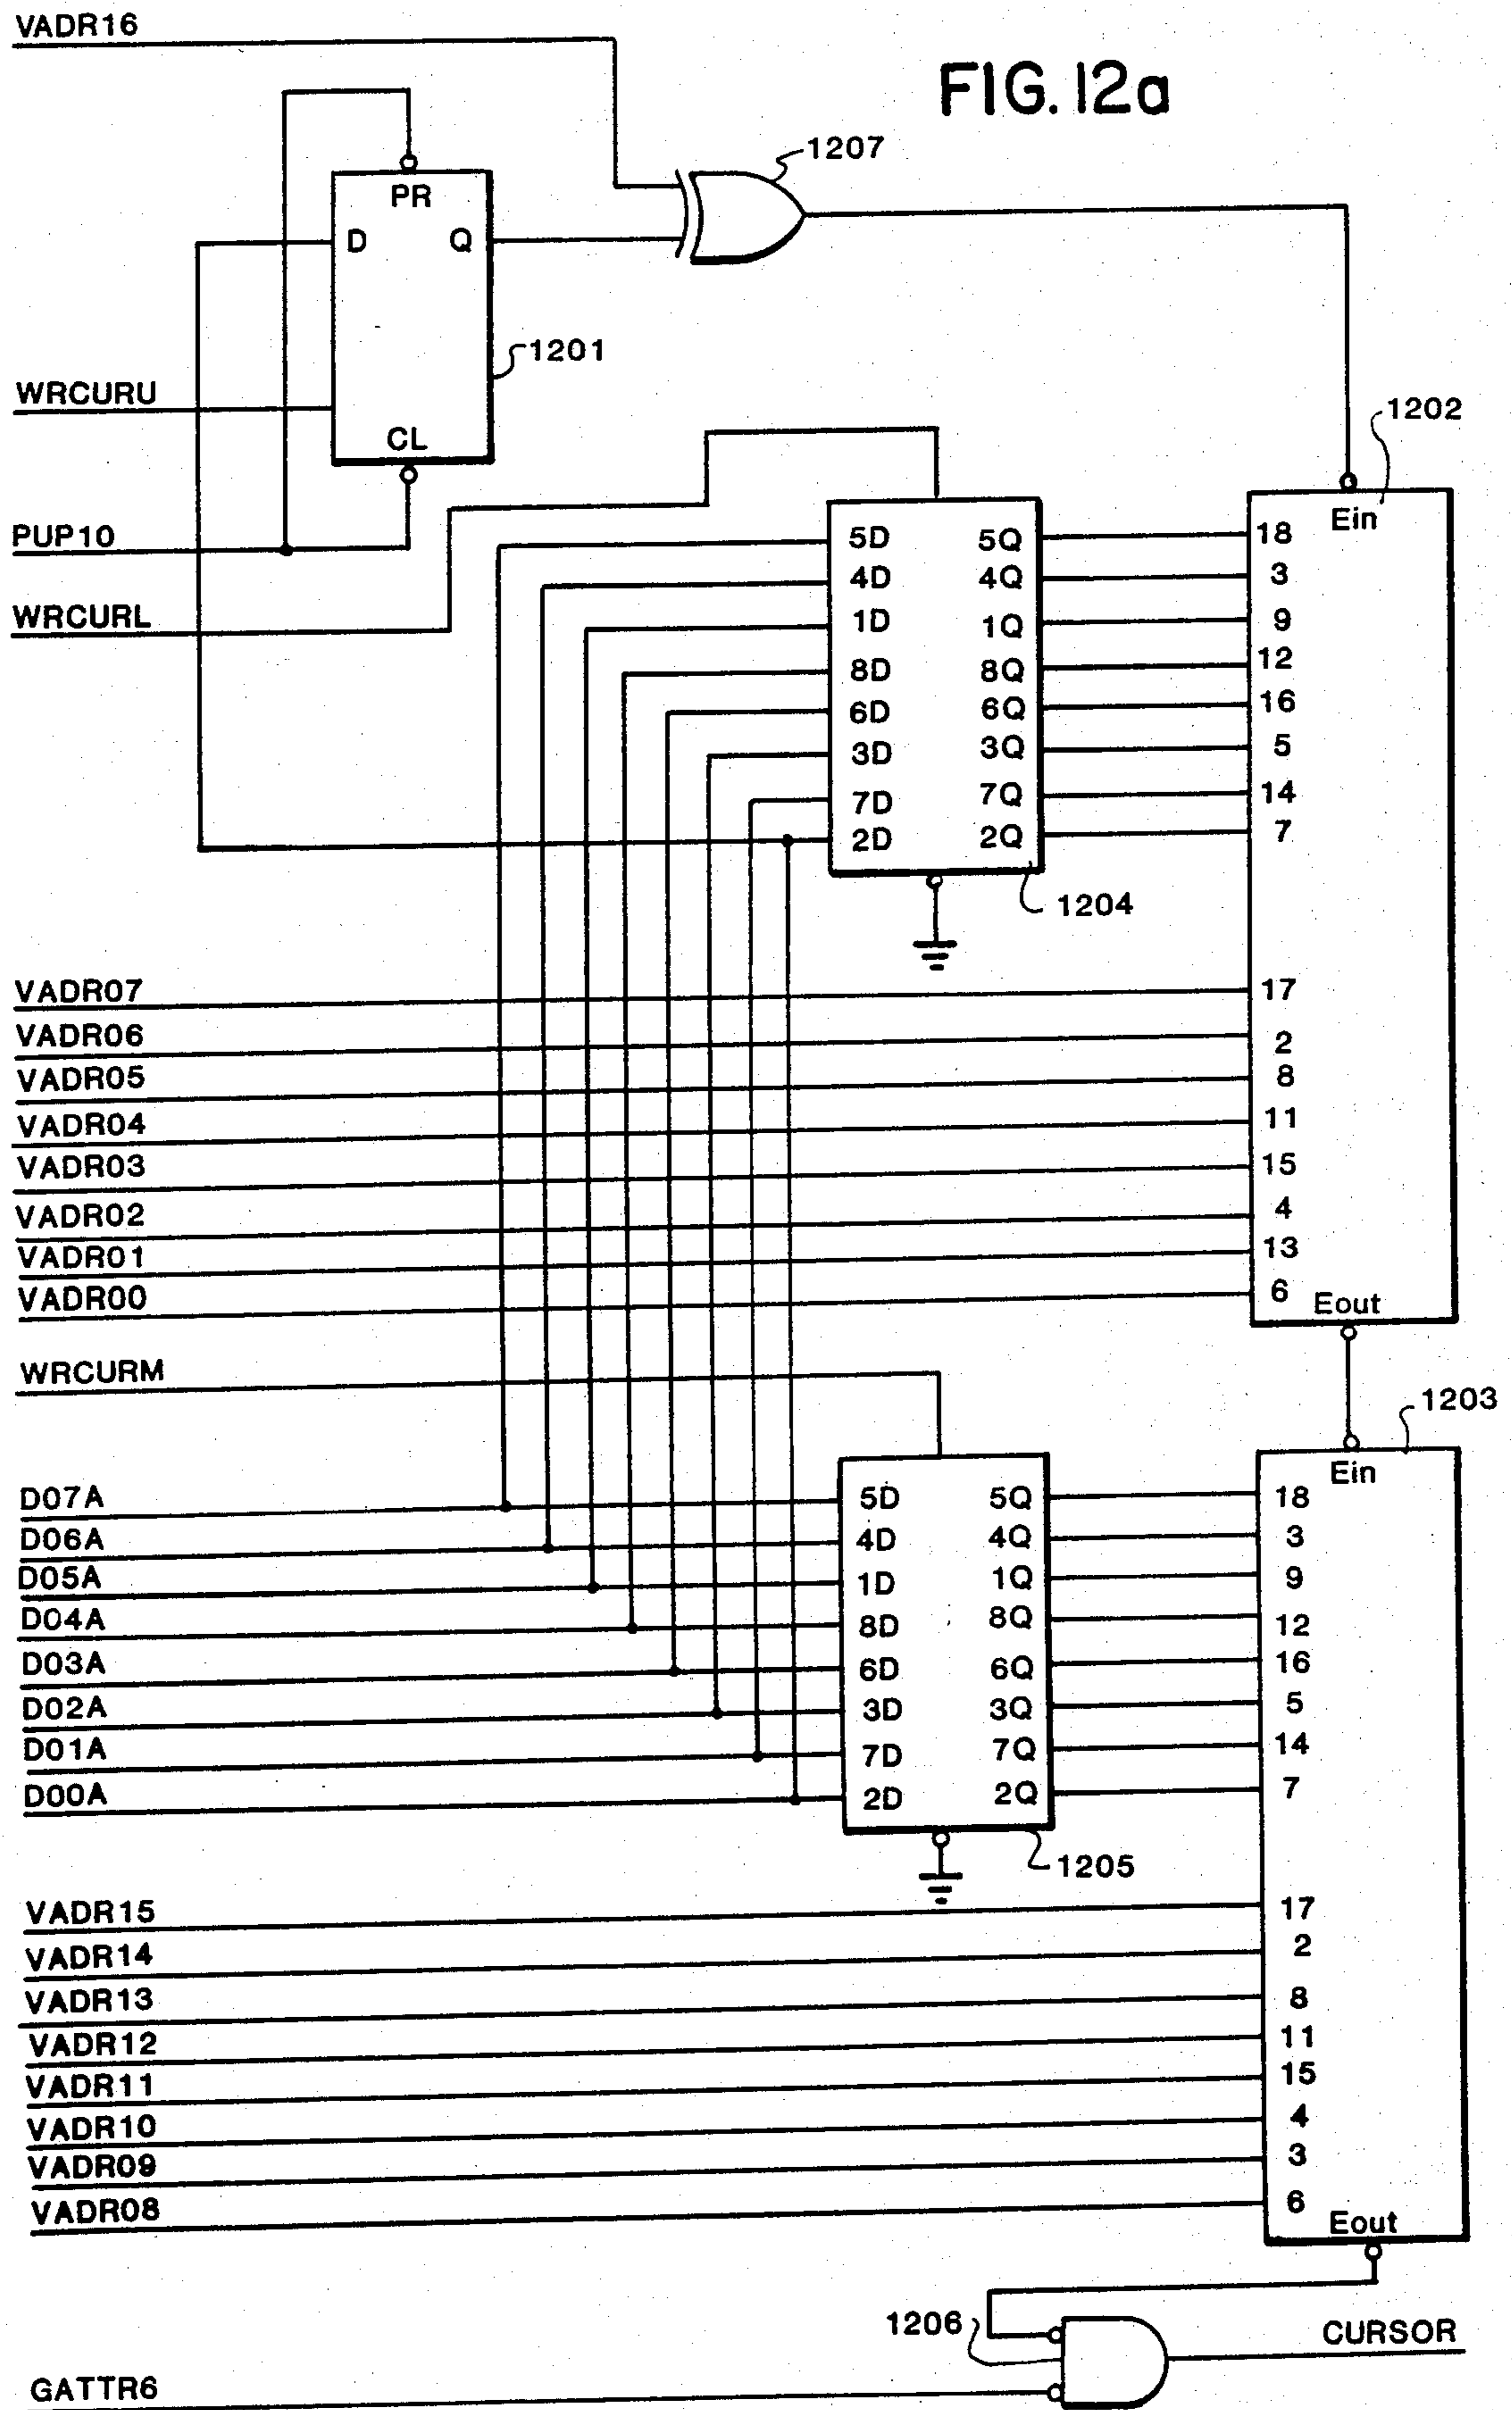 VADR16
FIG. 12a
1207
PR
D Q
1201
WRCURU
1202
CL
Ein
PUP10
5D 5Q 18
4D 4Q 3
WRCURL
1D 1Q 9
8D 8Q 12
6D 6Q 16
3D 3Q 5
7D 7Q 14
2D 2Q 7
1204
VADR07 17
VADR06 2
VADR05 8
VADR04 11
VADR03 15
VADR02 4
VADR01 13
VADR00 6
Eout
WRCURM
1203
Ein
D07A 5D 5Q 18
D06A 4D 4Q 3
D05A 1D 1Q 9
D04A 8D 8Q 12
D03A 6D 6Q 16
D02A 3D 3Q 5
D01A 7D 7Q 14
D00A 2D 2Q 7
1205
VADR15 17
VADR14 2
VADR13 8
VADR12 11
VADR11 15
VADR10 4
VADR09 3
VADR08 6
Eout
1206
CURSOR
GATTR6